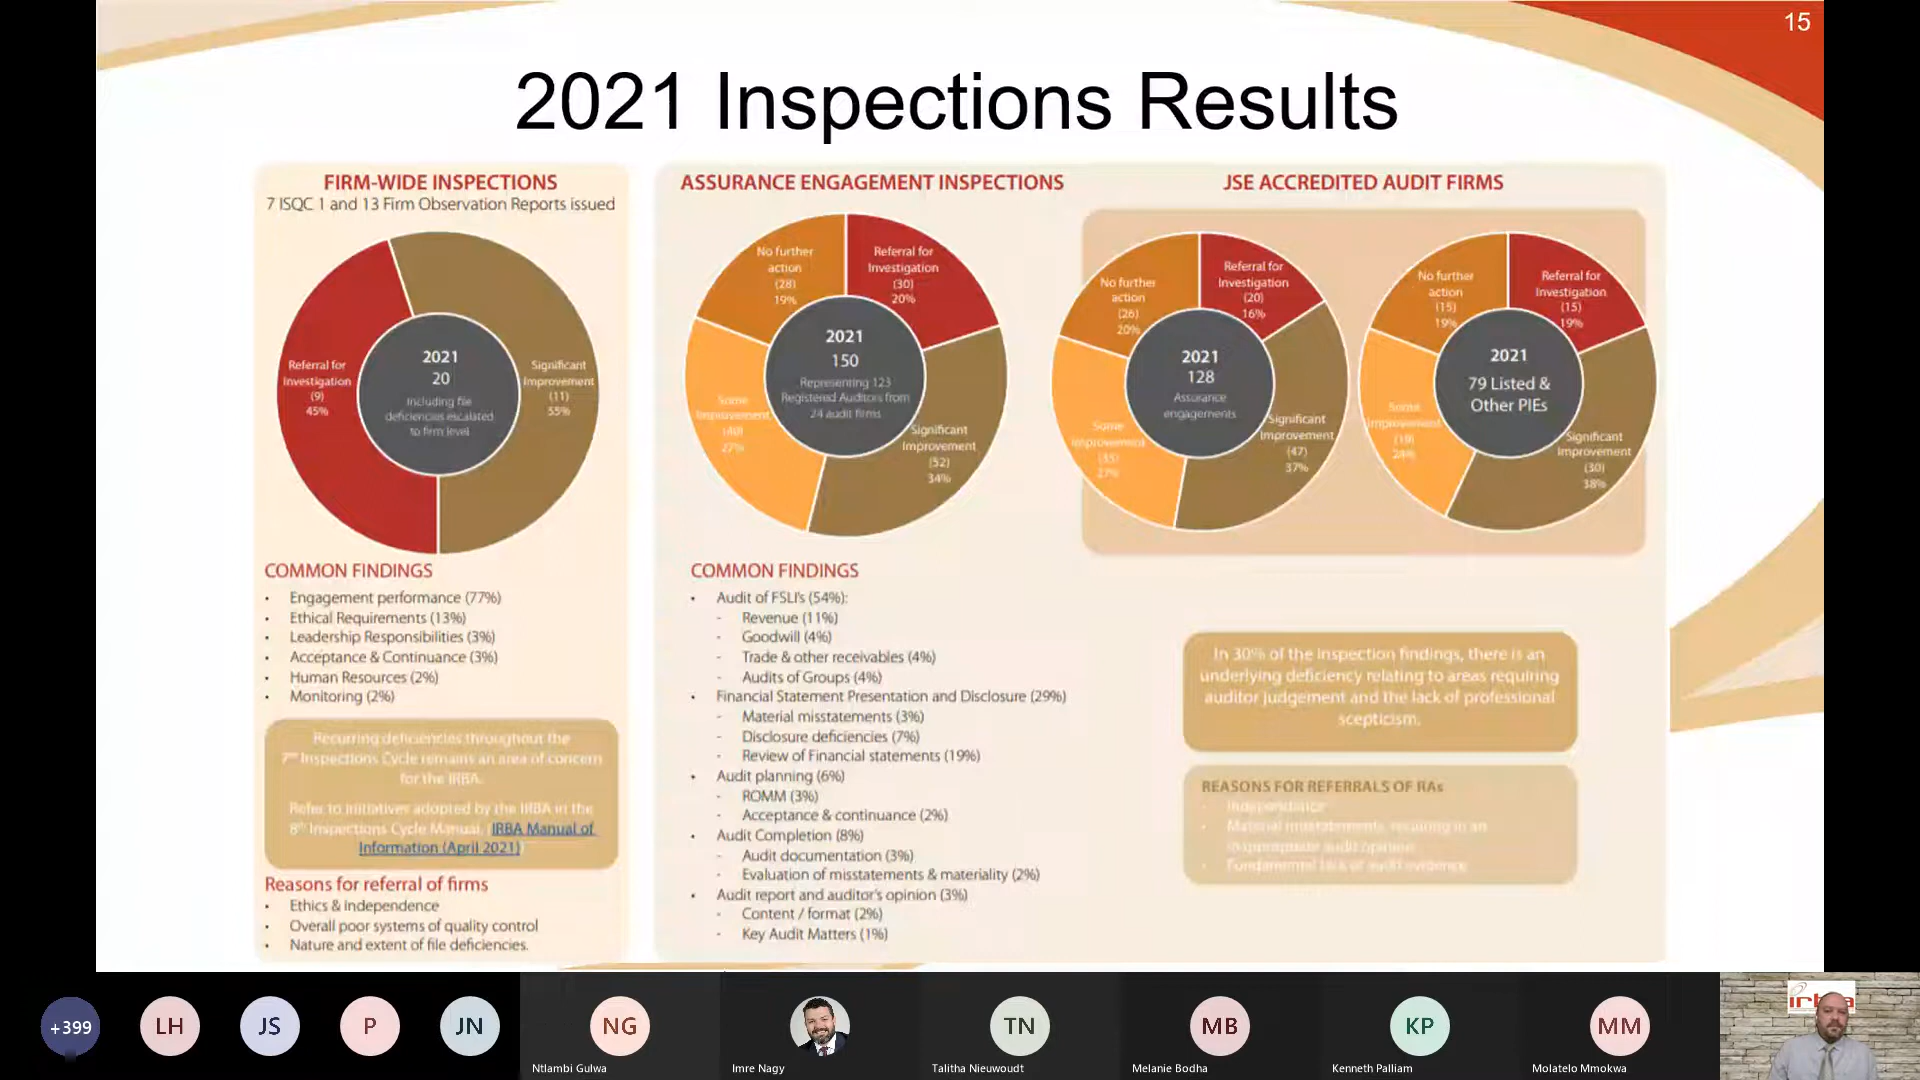 15
2021 Inspections Results
FIRM-WIDE INSPECTIONS
7 ISQC 1 and 13 Firm Observation Reports issued
Referral for
Investigation
(9)
45%
2021
20
Including file
deficiencies escalated
to firm level
Significant
Improvement
(11)
55%
COMMON FINDINGS
• Engagement performance (77%)
• Ethical Requirements (13%)
• Leadership Responsibilities (3%)
• Acceptance & Continuance (3%)
• Human Resources (2%)
• Monitoring (2%)
Recurring deficiencies throughout the
7th Inspections Cycle remains an area of concern
for the IRBA.
Refer to initiatives adopted by the IRBA in the
8th Inspections Cycle Manual. (IRBA Manual of
Information (April 2021)
Reasons for referral of firms
• Ethics & Independence
• Overall poor systems of quality control
• Nature and extent of file deficiencies.
ASSURANCE ENGAGEMENT INSPECTIONS
No further
action
(28)
19%
Referral for
Investigation
(30)
20%
2021
150
Representing 123
Registered Auditors from
24 audit firms
Some
Improvement
(40)
27%
Significant
Improvement
(52)
34%
COMMON FINDINGS
• Audit of FSLI's (54%):
- Revenue (11%)
- Goodwill (4%)
- Trade & other receivables (4%)
- Audits of Groups (4%)
• Financial Statement Presentation and Disclosure (29%)
- Material misstatements (3%)
- Disclosure deficiencies (7%)
- Review of Financial statements (19%)
• Audit planning (6%)
- ROMM (3%)
- Acceptance & continuance (2%)
• Audit Completion (8%)
- Audit documentation (3%)
- Evaluation of misstatements & materiality (2%)
• Audit report and auditor's opinion (3%)
- Content / format (2%)
- Key Audit Matters (1%)
JSE ACCREDITED AUDIT FIRMS
No further
action
(26)
20%
Referral for
Investigation
(20)
16%
2021
128
Assurance
engagements
Some
Improvement
(35)
27%
Significant
Improvement
(47)
37%
No further
action
(15)
19%
Referral for
Investigation
(15)
19%
2021
79 Listed &
Other PIEs
Some
Improvement
(19)
24%
Significant
Improvement
(30)
38%
In 30% of the inspection findings, there is an
underlying deficiency relating to areas requiring
auditor judgement and the lack of professional
scepticism.
REASONS FOR REFERRALS OF RAs
• Independence
• Material misstatements, resulting in an
inappropriate audit opinion
• Fundamental lack of audit evidence
+399
LH
JS
P
JN
NG
TN
MB
KP
MM
irba
Ntlambi Gulwa
Imre Nagy
Talitha Nieuwoudt
Melanie Bodha
Kenneth Palliam
Molatelo Mmokwa